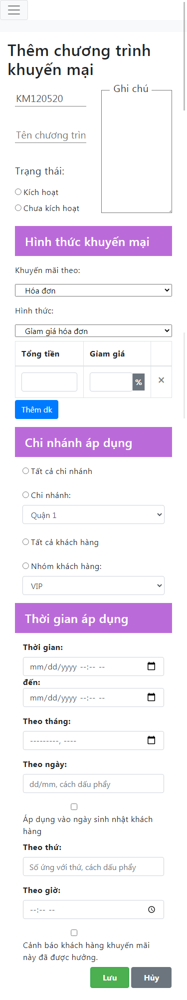 Thêm chương trình
khuyến mại
Ghi chú
KM120520
Tên chương trìn
Trạng thái:
Kích hoạt
Chưa kích hoạt
Hình thức khuyến mại
Khuyến mãi theo:
Hóa đơn
Hình thức:
Giảm giá hóa đơn
Tổng tiền Giảm giá
% ×
Thêm dk
Chi nhánh áp dụng
Tất cả chi nhánh
Chi nhánh:
Quận 1
Tất cả khách hàng
Nhóm khách hàng:
VIP
Thời gian áp dụng
Thời gian:
mm/dd/yyyy --:-- --
đến:
mm/dd/yyyy --:-- --
Theo tháng:
---------, ----
Theo ngày:
dd/mm, cách dấu phẩy
Áp dụng vào ngày sinh nhật khách
hàng
Theo thứ:
Số ứng với thứ, cách dấu phẩy
Theo giờ:
--:-- --
Cảnh báo khách hàng khuyến mãi
này đã được hưởng.
Lưu Hủy